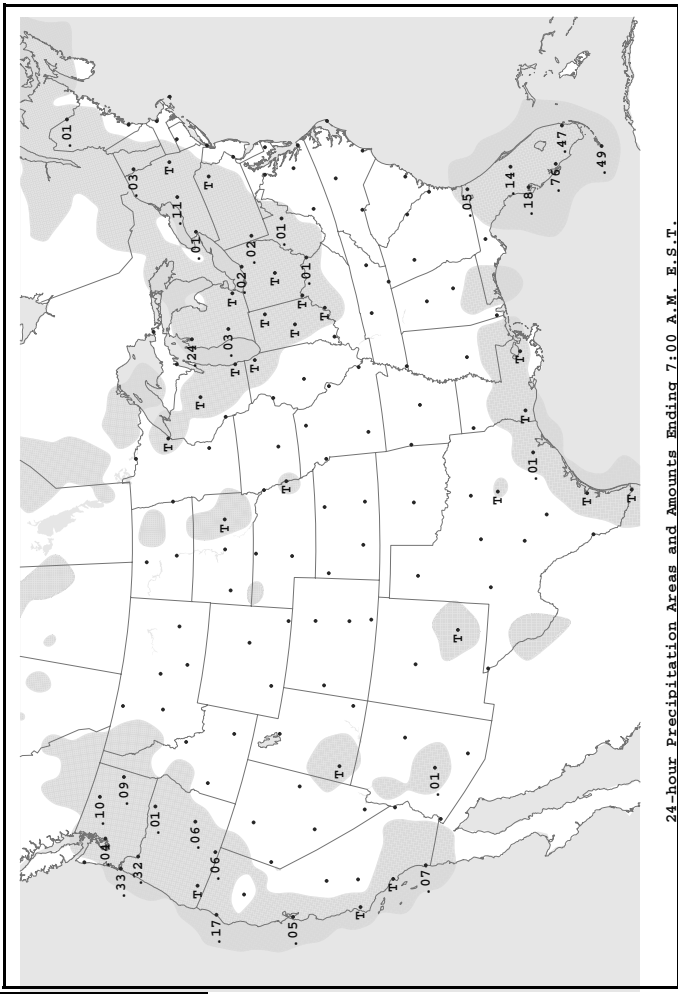 .01
.10
.04
.33
.09
.03
.32
.01
T
T
.11
.24
.06
.01
T
T
T
.06
.17
T
.03
T
T
.02
.02
T
T
T
.01
T
.05
T
T
.01
T
T
T
T
.07
.01
T
.05
T
.14
T
T
.18
.01
.76
.47
T
.49
T
24-hour Precipitation Areas and Amounts Ending 7:00 A.M. E.S.T.